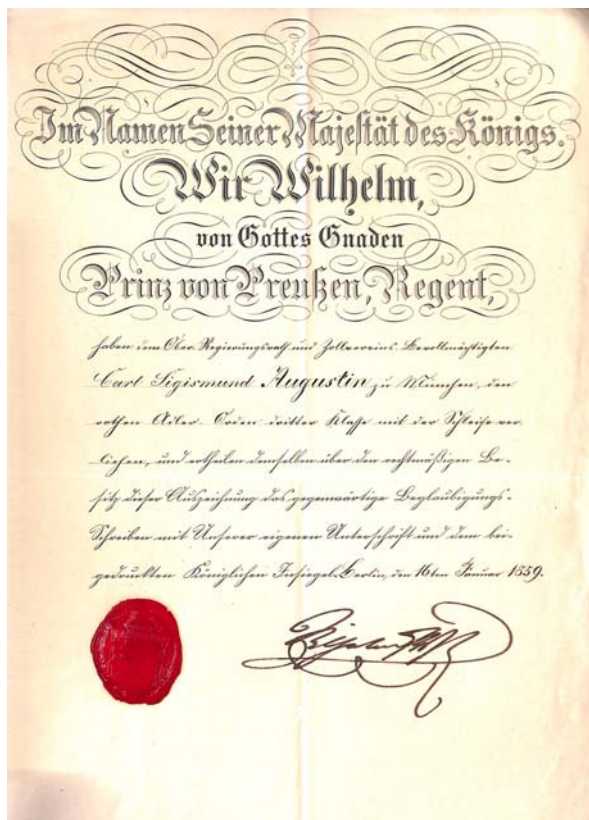 Im Namen Seiner Majestät des Königs.
Wir Wilhelm,
von Gottes Gnaden
Prinz von Preußen, Regent,
haben dem Ober-Regierungsrath und Zollvereins-Bevollmächtigten
Carl Sigismund Augustin zu München, den
rothen Adler-Orden dritter Klasse mit der Schleife ver-
liehen, und ertheilen demselben über den rechtmäßigen Be-
sitz dieser Auszeichnung das gegenwärtige Beglaubigungs-
Schreiben mit Unserer eigenen Unterschrift und dem bei-
gedruckten Königlichen Insiegel. Berlin, den 16ten Januar 1859.
Wilhelm